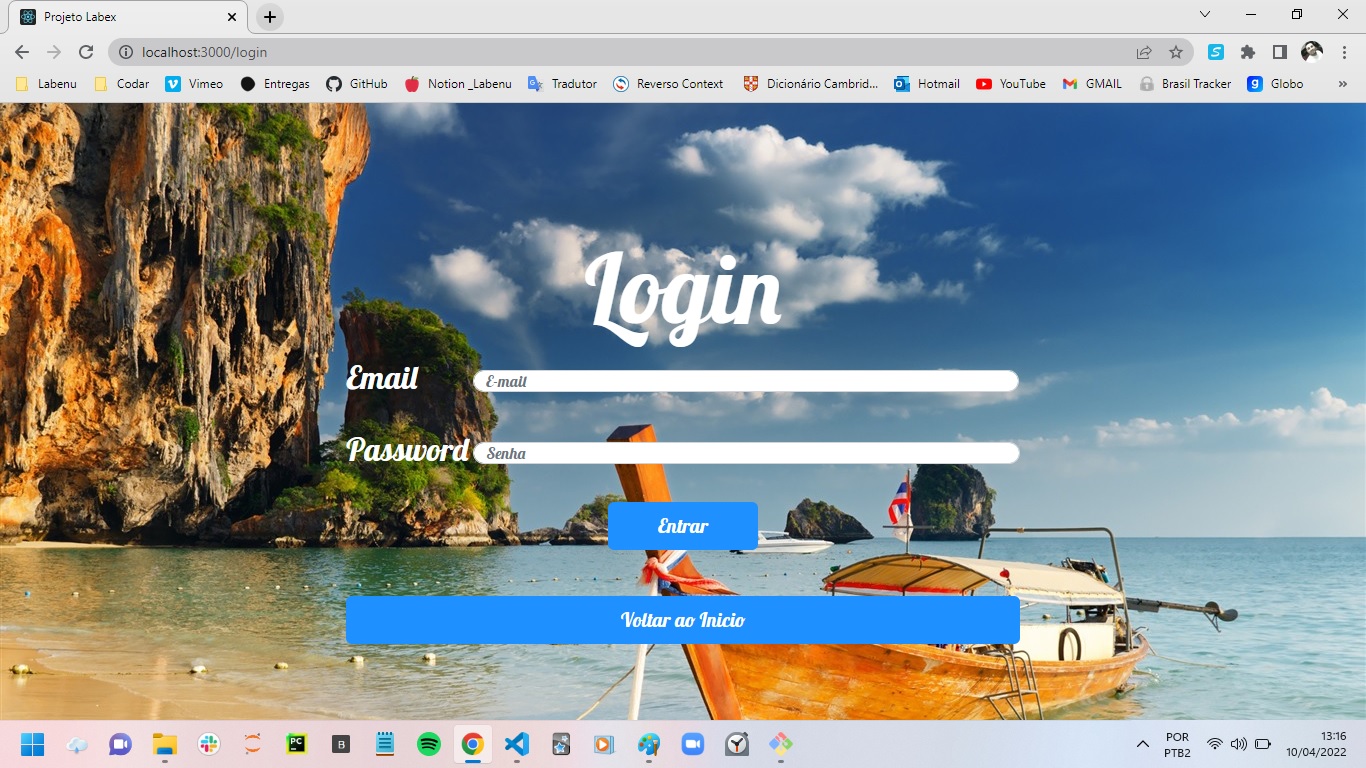 Projeto Labex
localhost:3000/login
Labenu Codar Vimeo Entregas GitHub Notion _Labenu Tradutor Reverso Context Dicionário Cambrid... Hotmail YouTube GMAIL Brasil Tracker Globo
Login
Email E-mail
Password Senha
Entrar
Voltar ao Inicio
POR 13:16
PTB2 10/04/2022